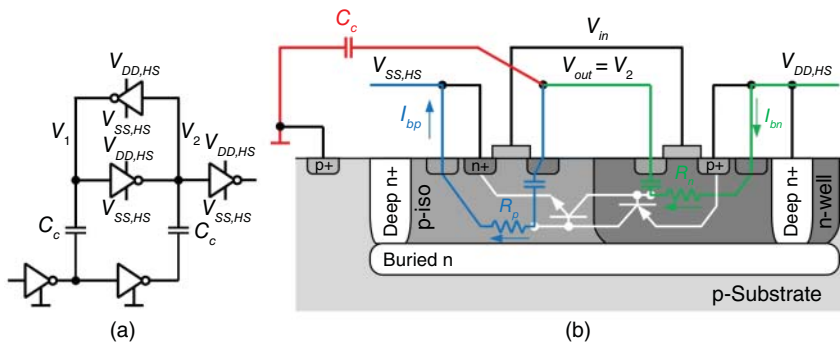 V_DD,HS
V_SS,HS
V_1
V_2
V_DD,HS
V_DD,HS
V_SS,HS
V_SS,HS
C_c
C_c
(a)
C_c
V_in
V_SS,HS
V_out = V_2
V_DD,HS
I_bp
I_bn
p+
Deep n+
p-iso
n+
R_p
R_n
p+
Deep n+
n-well
Buried n
p-Substrate
(b)